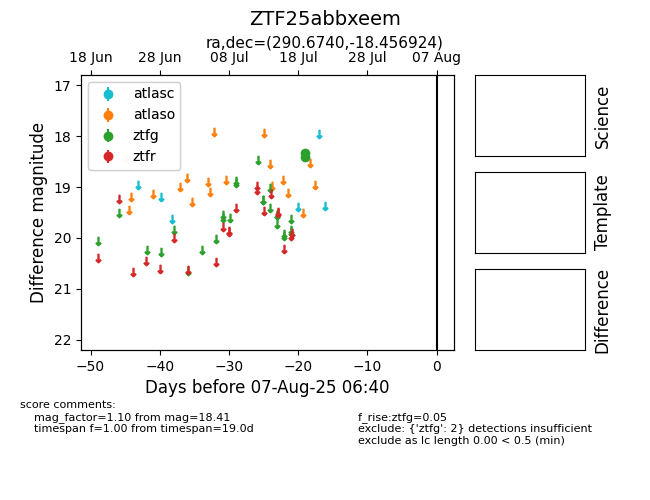 ZTF25abbxeem
ra,dec=(290.6740,-18.456924)
18 Jun 28 Jun 08 Jul 18 Jul 28 Jul 07 Aug
atlasc
atlaso
ztfg
ztfr
17
18
19
20
21
22
Difference magnitude
−50 −40 −30 −20 −10 0
Days before 07-Aug-25 06:40
Science
Template
Difference
score comments:
mag_factor=1.10 from mag=18.41
timespan f=1.00 from timespan=19.0d
f_rise:ztfg=0.05
exclude: {'ztfg': 2} detections insufficient
exclude as lc length 0.00 < 0.5 (min)